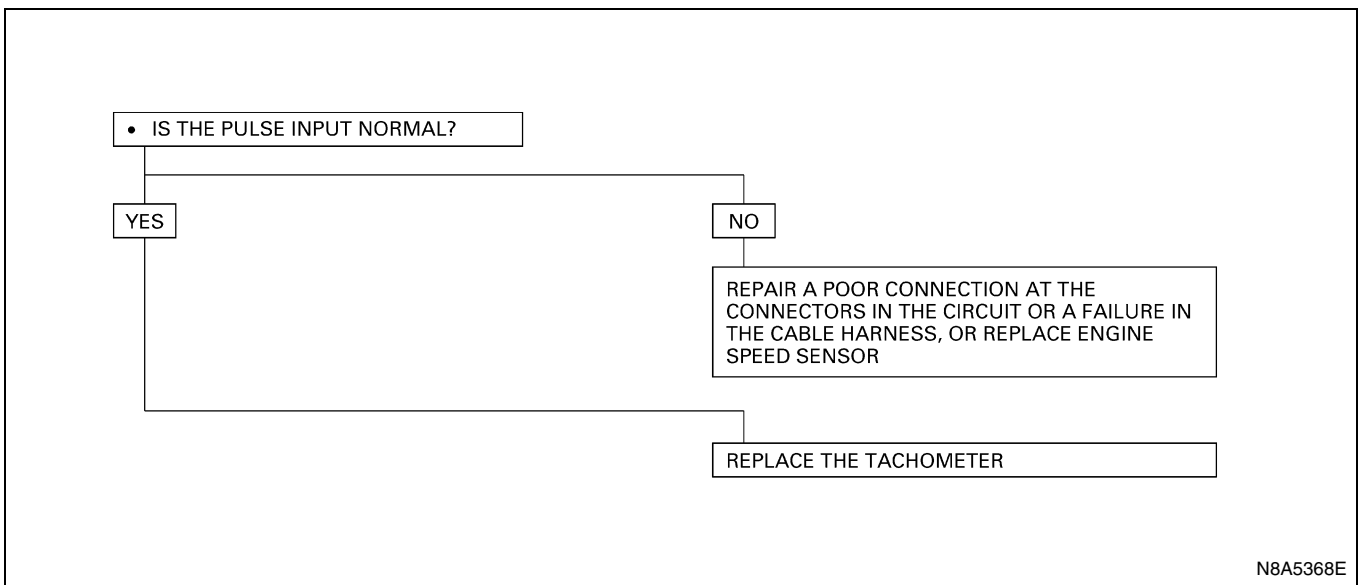 • IS THE PULSE INPUT NORMAL?
YES
NO
REPAIR A POOR CONNECTION AT THE
CONNECTORS IN THE CIRCUIT OR A FAILURE IN
THE CABLE HARNESS, OR REPLACE ENGINE
SPEED SENSOR
REPLACE THE TACHOMETER
N8A5368E